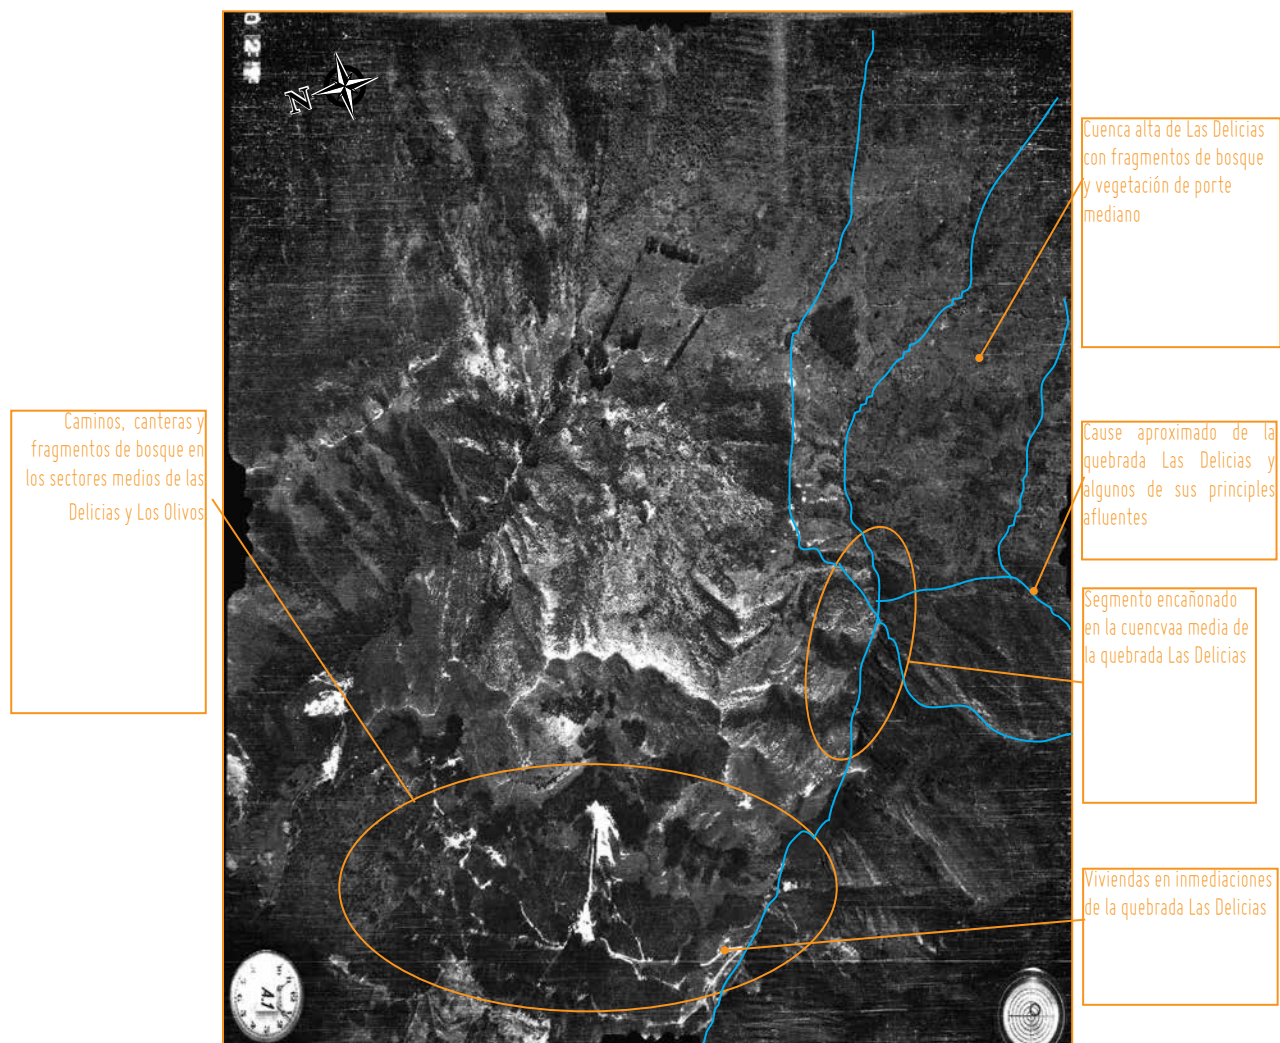 N
Cuenca alta de Las Delicias
con fragmentos de bosque
y vegetación de porte
mediano
Caminos, canteras y
fragmentos de bosque en
los sectores medios de las
Delicias y Los Olivos
Cause aproximado de la
quebrada Las Delicias y
algunos de sus principles
afluentes
Segmento encañonado
en la cuencvaa media de
la quebrada Las Delicias
Viviendas en inmediaciones
de la quebrada Las Delicias